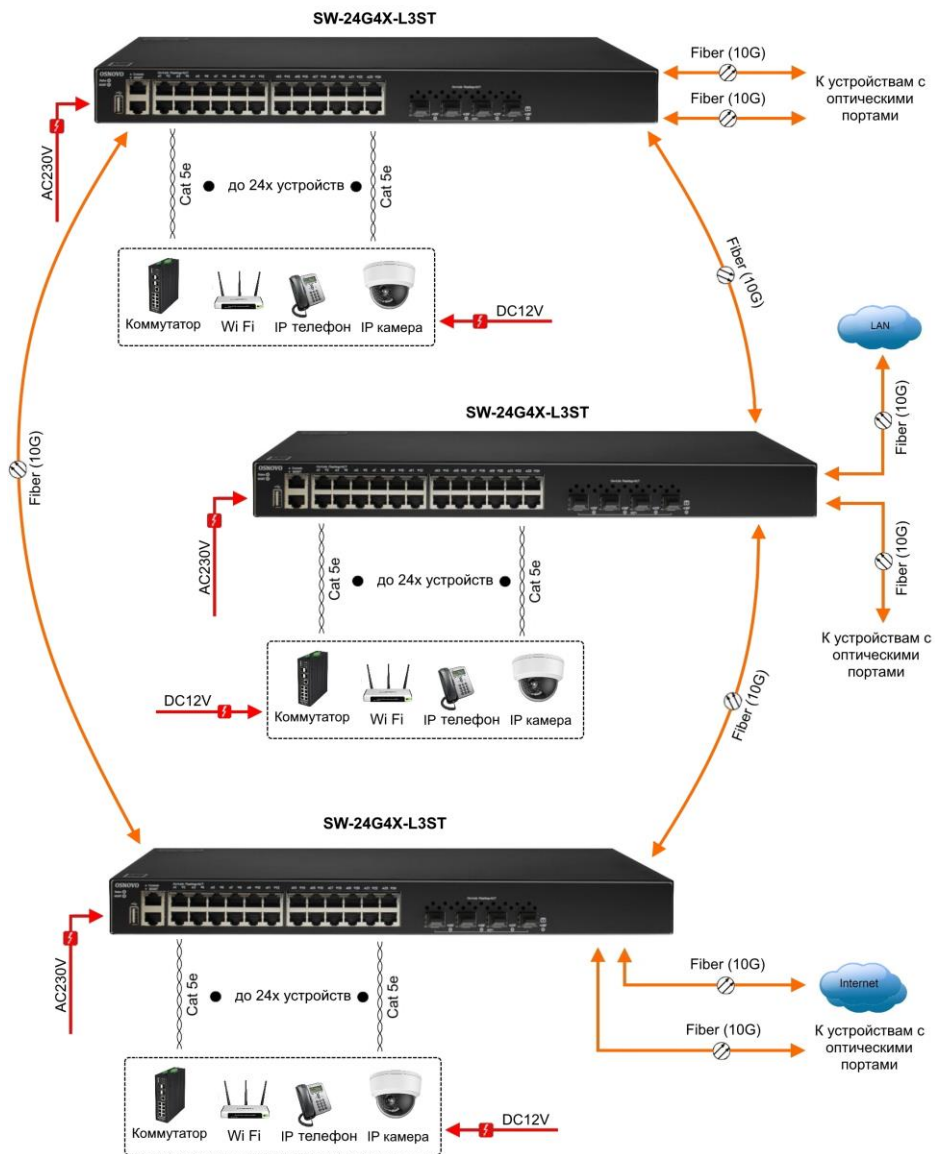 SW-24G4X-L3ST
OSNOVO
Fiber (10G)
Fiber (10G)
К устройствам с
оптическими
портами
AC230V
Cat 5e
до 24х устройств
Cat 5e
Коммутатор
Wi Fi
IP телефон
IP камера
DC12V
Fiber (10G)
Fiber (10G)
LAN
Fiber (10G)
SW-24G4X-L3ST
OSNOVO
AC230V
Cat 5e
до 24х устройств
Cat 5e
Fiber (10G)
К устройствам с
оптическими
портами
DC12V
Коммутатор
Wi Fi
IP телефон
IP камера
Fiber (10G)
SW-24G4X-L3ST
OSNOVO
AC230V
Cat 5e
до 24х устройств
Cat 5e
Fiber (10G)
Internet
Fiber (10G)
К устройствам с
оптическими
портами
Коммутатор
Wi Fi
IP телефон
IP камера
DC12V